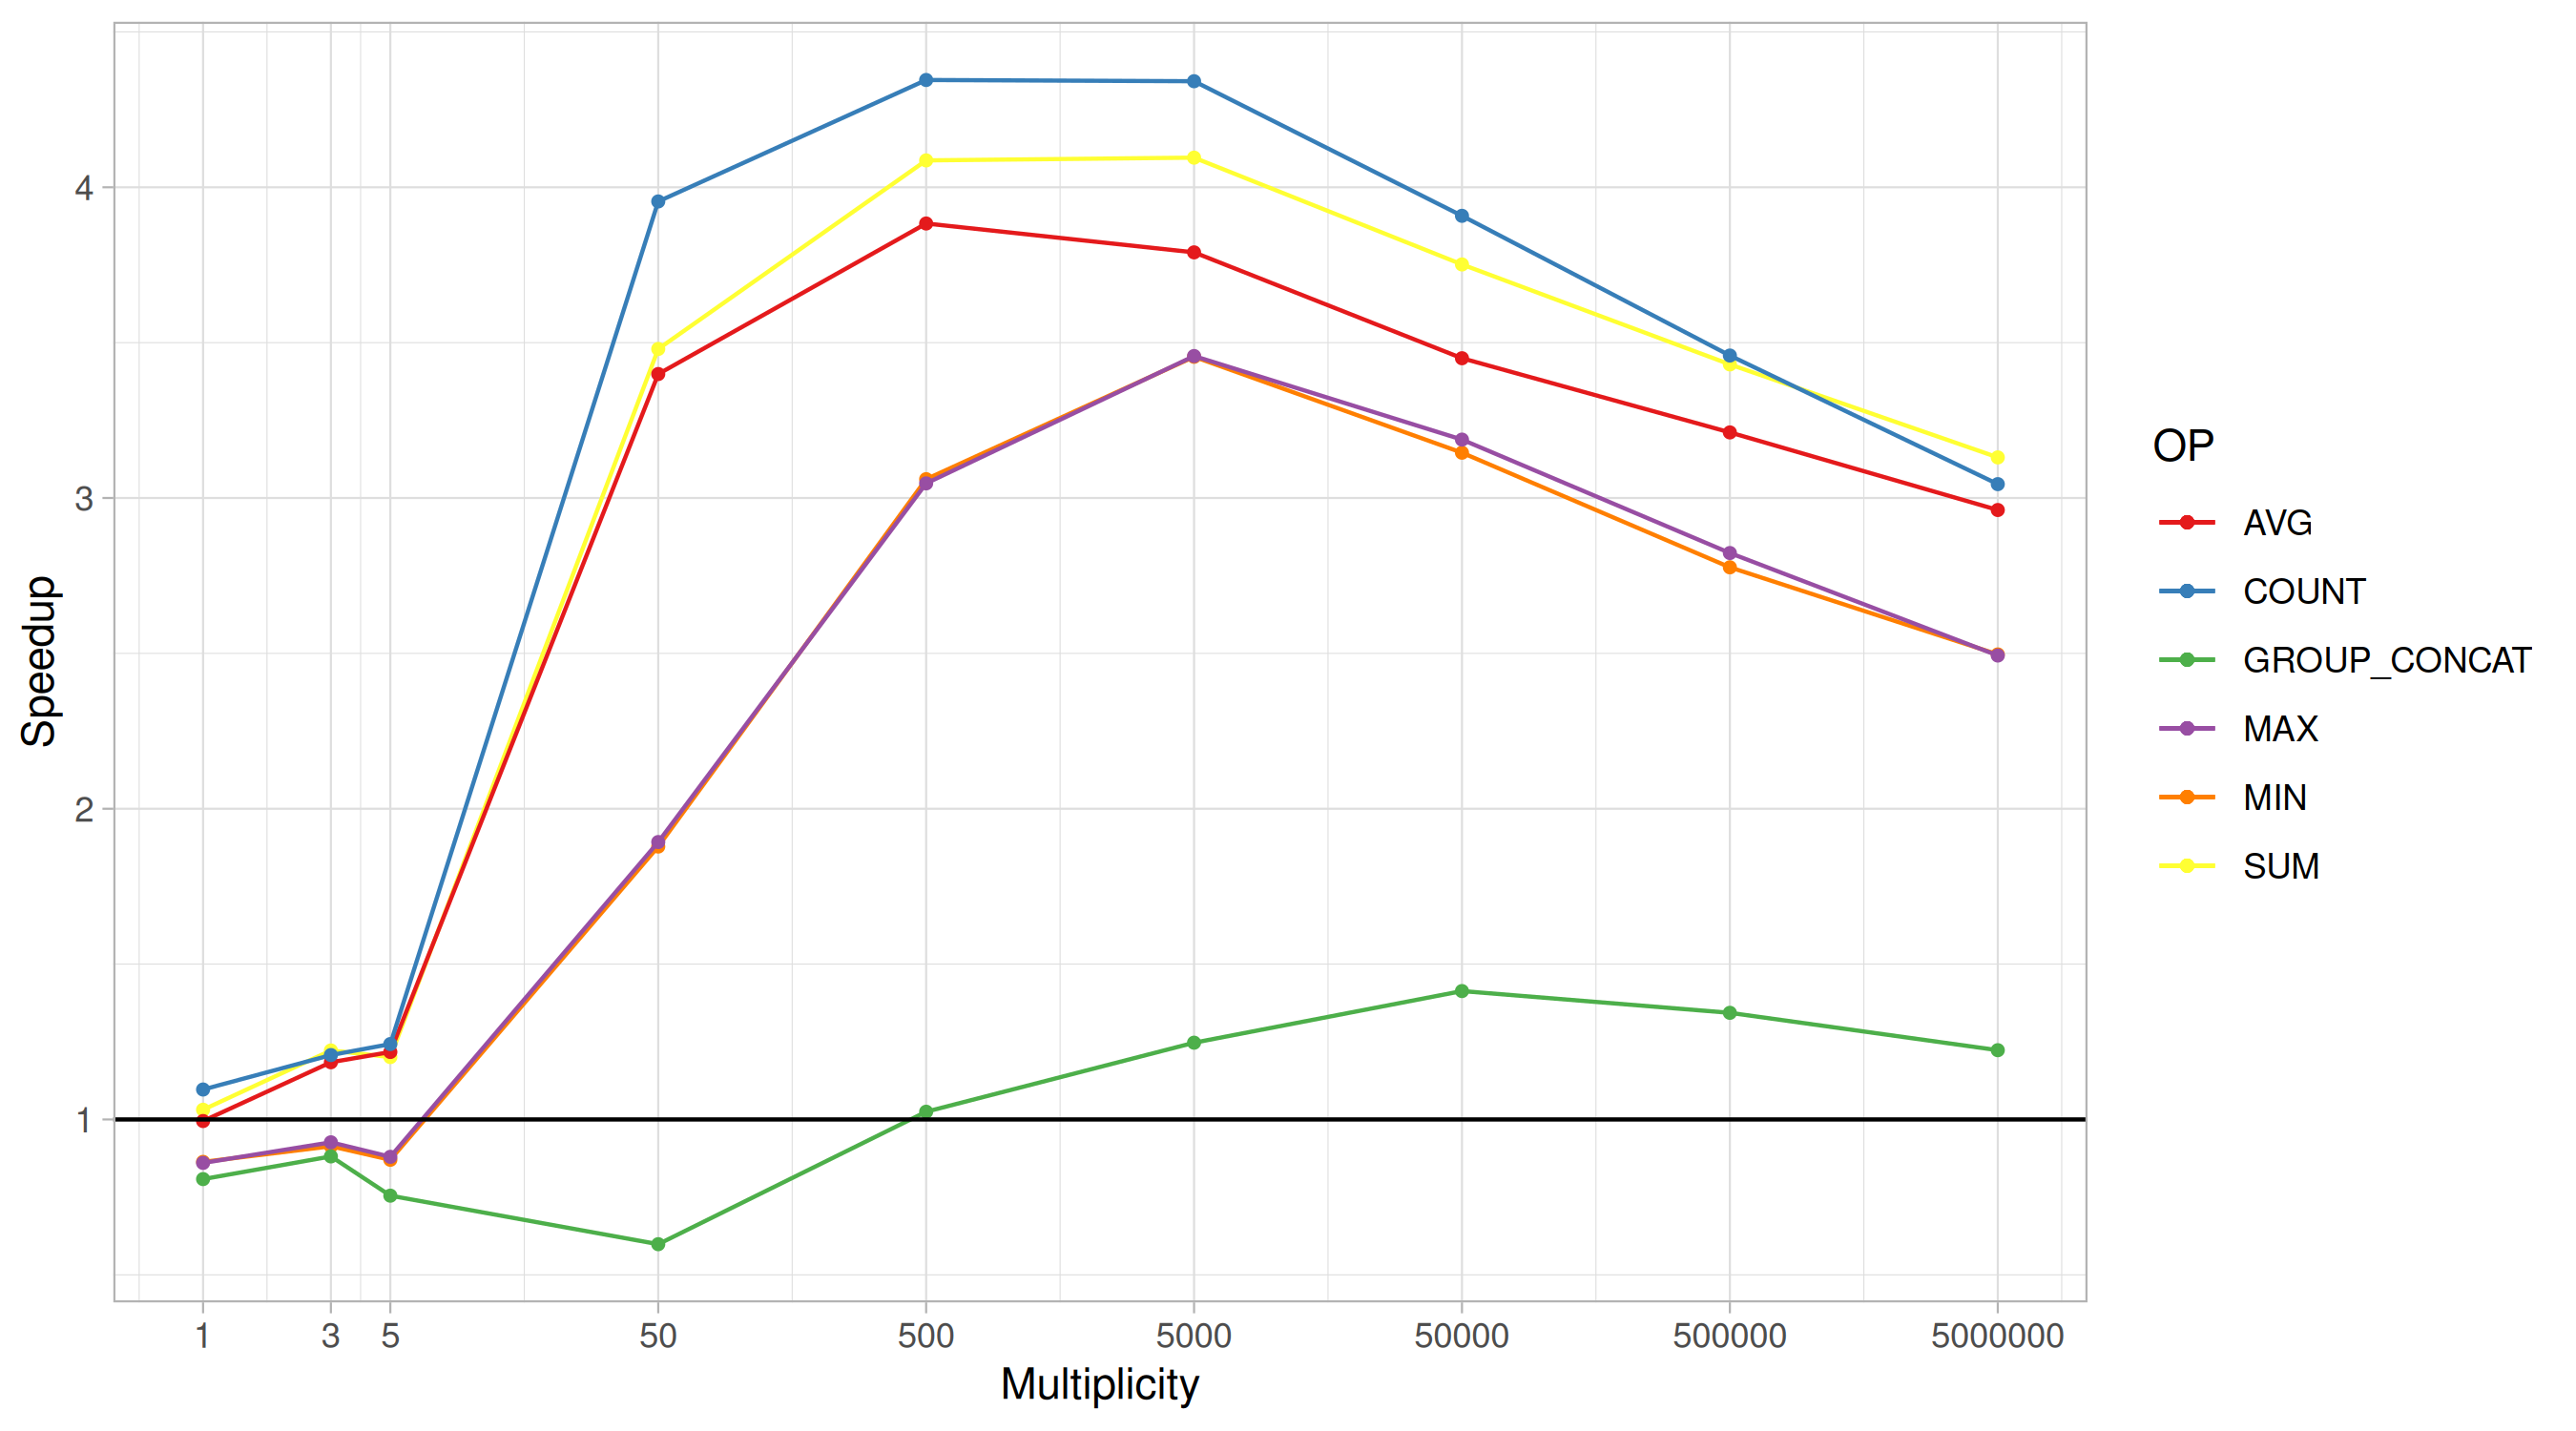 4
3
2
1
Speedup
1 3 5 50 500 5000 50000 500000 5000000
Multiplicity
OP
AVG
COUNT
GROUP_CONCAT
MAX
MIN
SUM